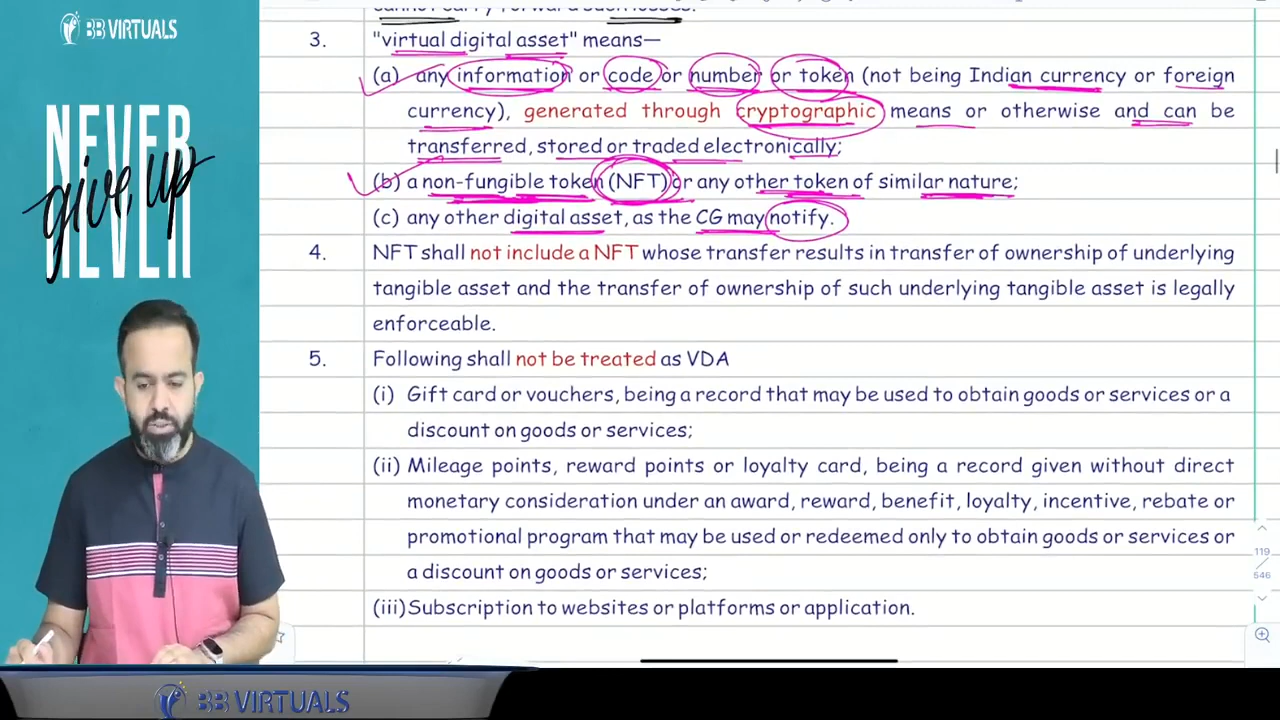 BB VIRTUALS
NEVER
give up
NEVER
cannot carry forward such losses.
3. "virtual digital asset" means—
(a) any information or code or number or token (not being Indian currency or foreign
currency), generated through cryptographic means or otherwise and can be
transferred, stored or traded electronically;
(b) a non-fungible token (NFT) or any other token of similar nature;
(c) any other digital asset, as the CG may notify.
4. NFT shall not include a NFT whose transfer results in transfer of ownership of underlying
tangible asset and the transfer of ownership of such underlying tangible asset is legally
enforceable.
5. Following shall not be treated as VDA
(i) Gift card or vouchers, being a record that may be used to obtain goods or services or a
discount on goods or services;
(ii) Mileage points, reward points or loyalty card, being a record given without direct
monetary consideration under an award, reward, benefit, loyalty, incentive, rebate or
promotional program that may be used or redeemed only to obtain goods or services or
a discount on goods or services;
(iii) Subscription to websites or platforms or application.
119
546
BB VIRTUALS